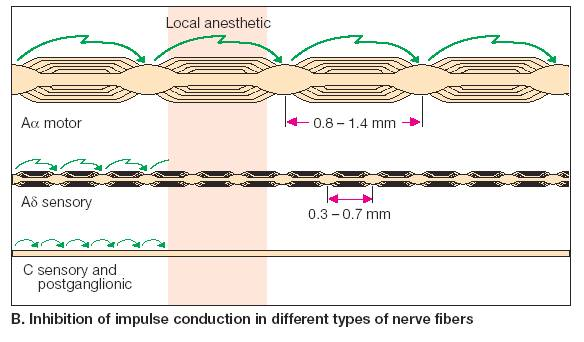 Local anesthetic
Aα motor
0.8 – 1.4 mm
Aδ sensory
0.3 – 0.7 mm
C sensory and
postganglionic
B. Inhibition of impulse conduction in different types of nerve fibers